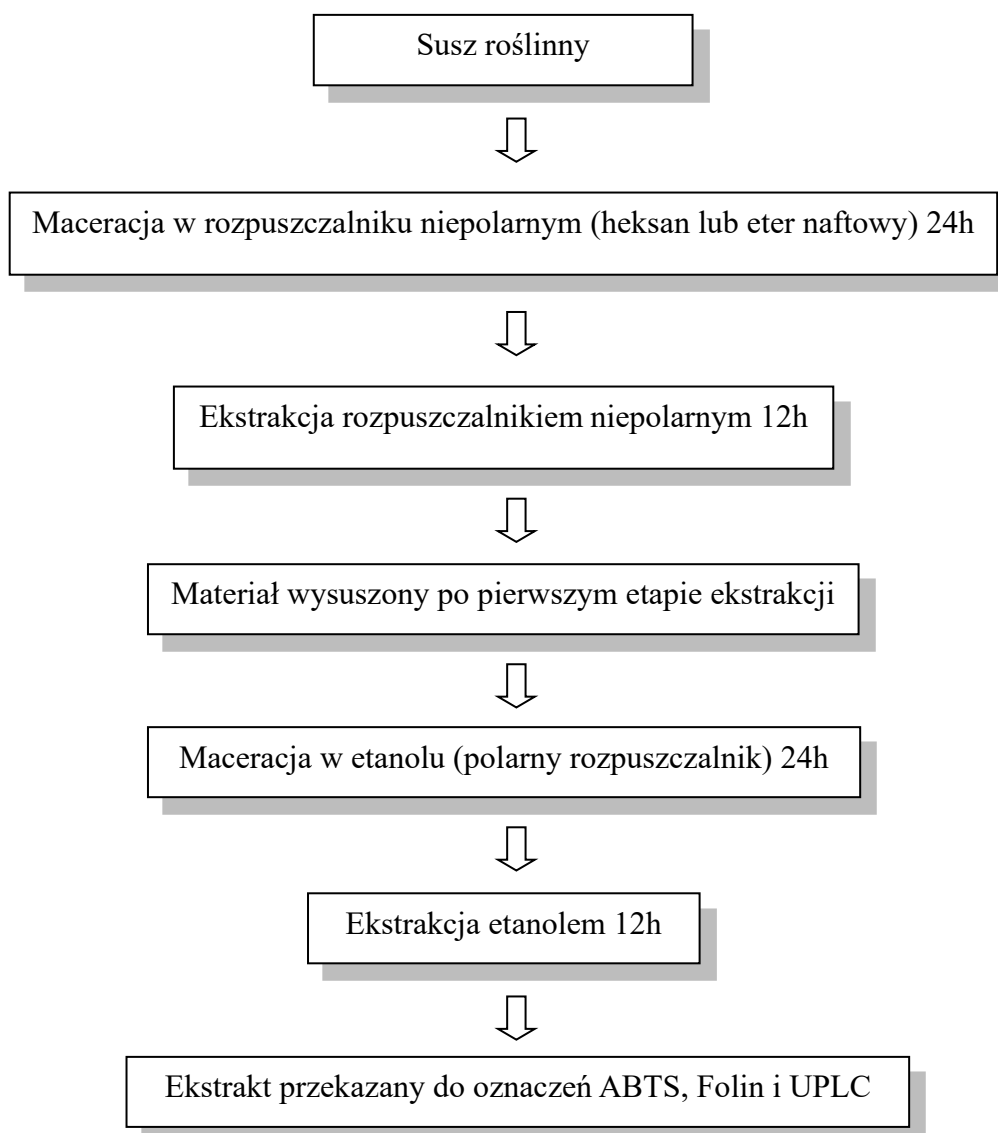 Susz roślinny
Maceracja w rozpuszczalniku niepolarnym (heksan lub eter naftowy) 24h
Ekstrakcja rozpuszczalnikiem niepolarnym 12h
Materiał wysuszony po pierwszym etapie ekstrakcji
Maceracja w etanolu (polarny rozpuszczalnik) 24h
Ekstrakcja etanolem 12h
Ekstrakt przekazany do oznaczeń ABTS, Folin i UPLC